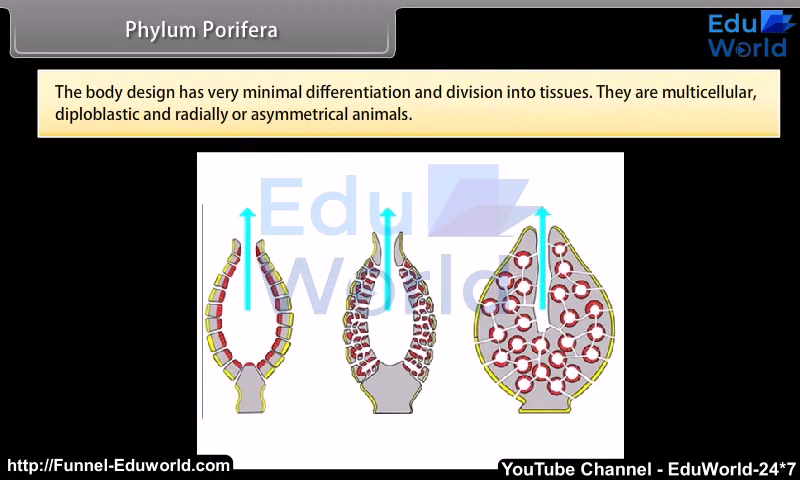 Phylum Porifera
Edu
World
The body design has very minimal differentiation and division into tissues. They are multicellular,
diploblastic and radially or asymmetrical animals.
Edu
World
http://Funnel-Eduworld.com
YouTube Channel - EduWorld-24*7